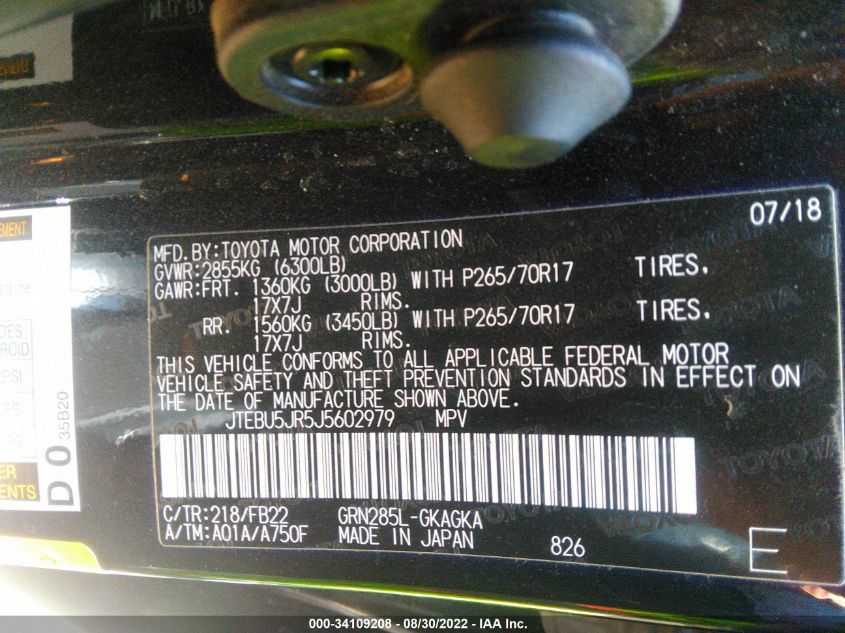 07/18
MFD.BY:TOYOTA MOTOR CORPORATION
GVWR:2855KG (6300LB)
GAWR:FRT. 1360KG (3000LB) WITH P265/70R17 TIRES.
17X7J RIMS.
RR. 1560KG (3450LB) WITH P265/70R17 TIRES.
17X7J RIMS.
THIS VEHICLE CONFORMS TO ALL APPLICABLE FEDERAL MOTOR
VEHICLE SAFETY AND THEFT PREVENTION STANDARDS IN EFFECT ON
THE DATE OF MANUFACTURE SHOWN ABOVE.
JTEBU5JR5J5602979 MPV
C/TR:218/FB22 GRN285L-GKAGKA
A/TM:A01A/A750F MADE IN JAPAN 826 E
D0
35B20
000-34109208 - 08/30/2022 - IAA Inc.